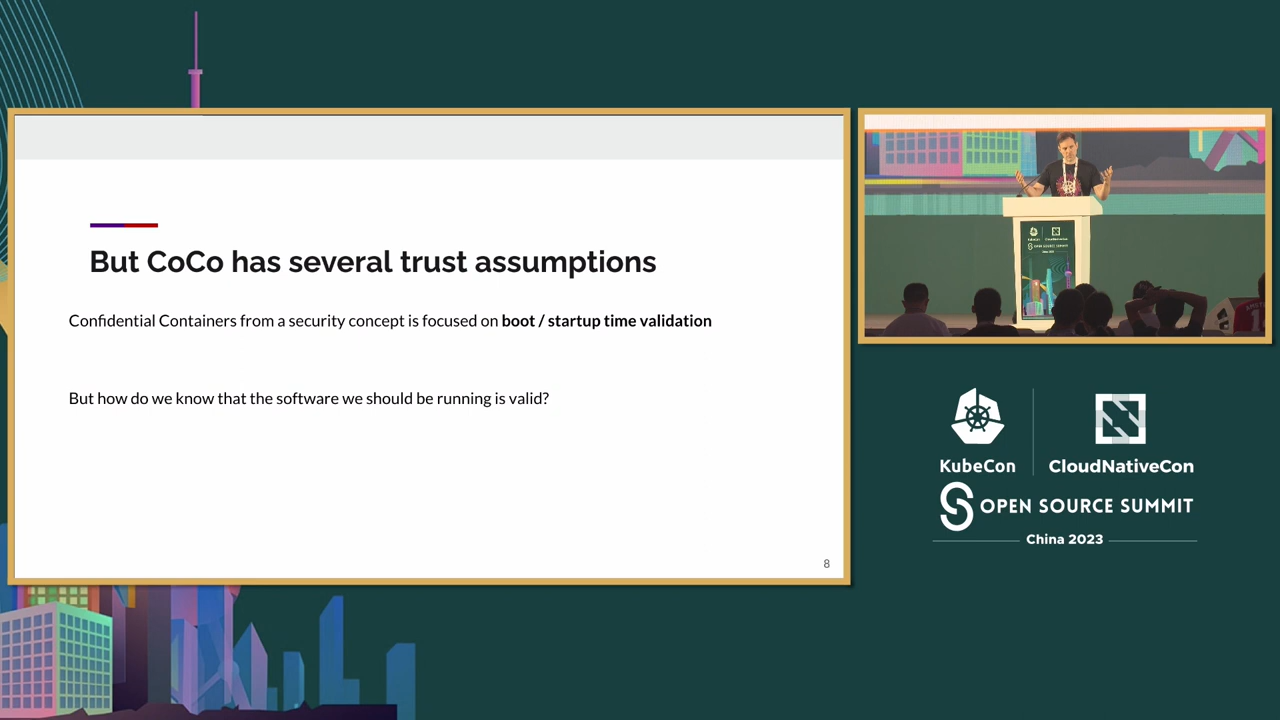 But CoCo has several trust assumptions
Confidential Containers from a security concept is focused on boot / startup time validation
But how do we know that the software we should be running is valid?
8
KubeCon
CloudNativeCon
OPEN SOURCE SUMMIT
China 2023